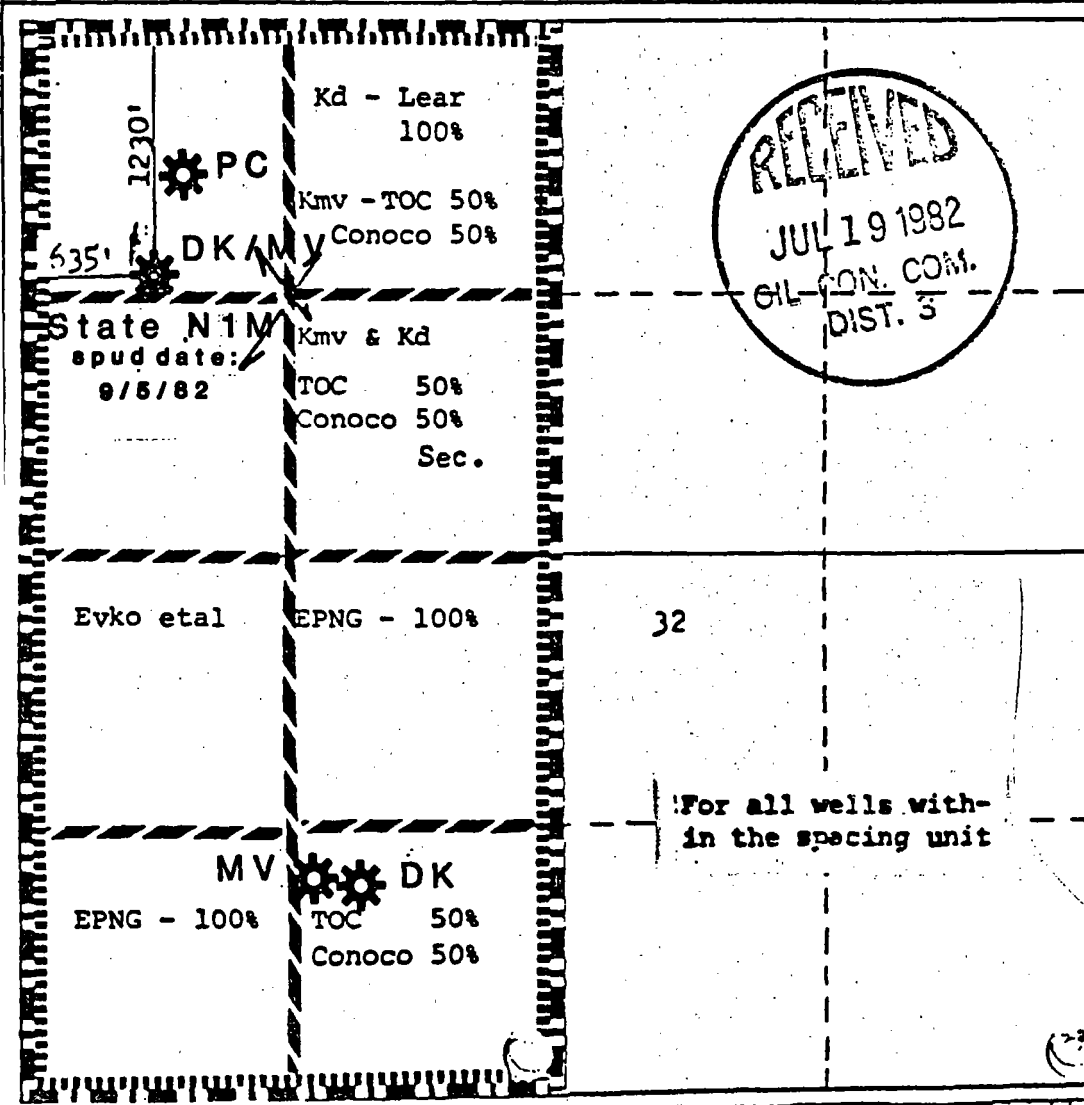 Kd - Lear
100%
1230'
PC
Kmv - TOC 50%
Conoco 50%
DK/MV
RECEIVED
JUL 19 1982
OIL CON. COM.
DIST. 3
State N1M
spud date:
9/5/82
Kmv & Kd
TOC 50%
Conoco 50%
Sec.
Evko etal
EPNG - 100%
32
For all wells with-
in the spacing unit
MV
DK
EPNG - 100%
TOC 50%
Conoco 50%